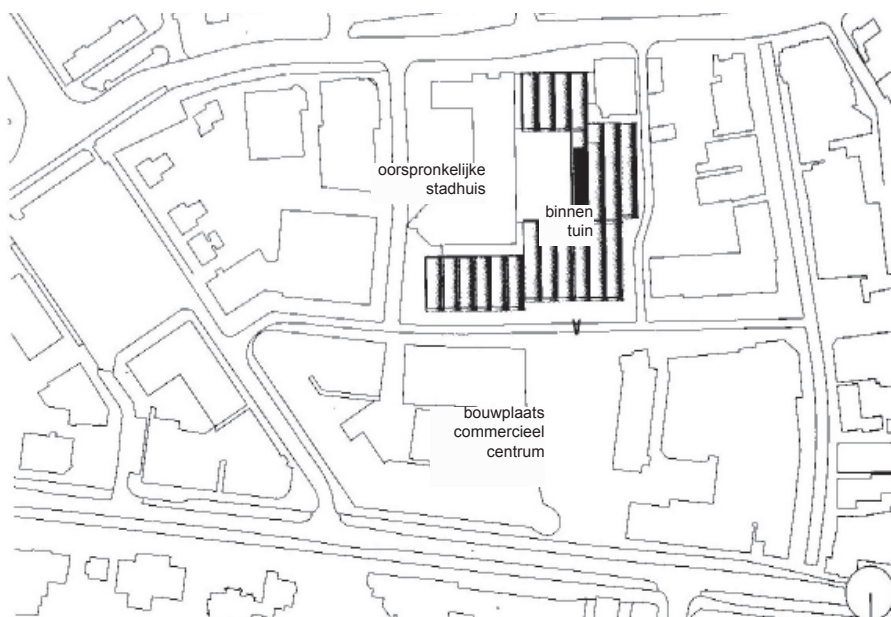 oorspronkelijke
stadhuis
binnen
tuin
bouwplaats
commercieel
centrum